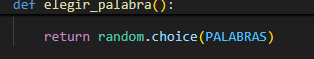 def elegir_palabra():
return random.choice(PALABRAS)